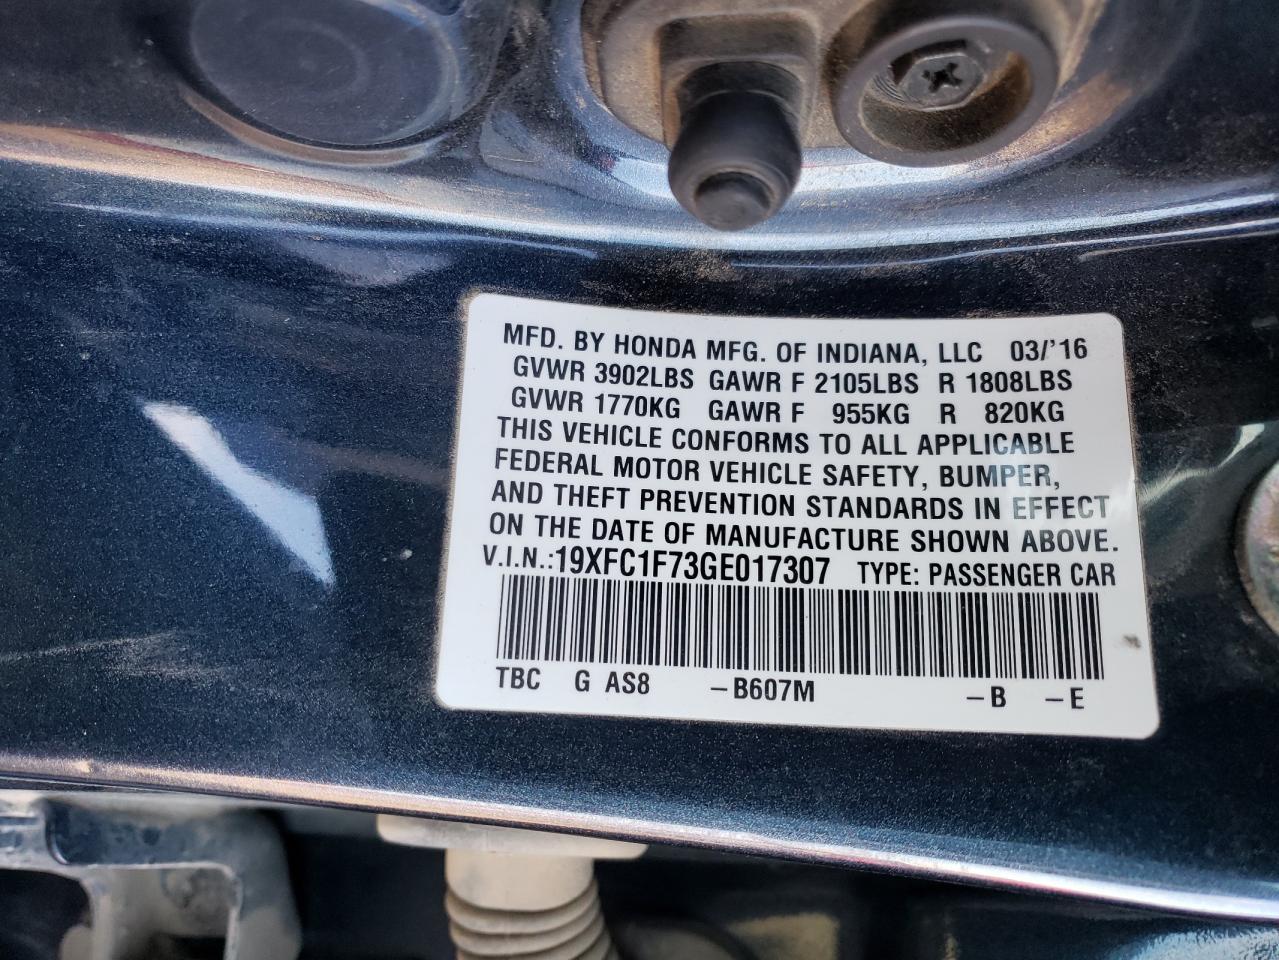 MFD. BY HONDA MFG. OF INDIANA, LLC 03/'16
GVWR 3902LBS GAWR F 2105LBS R 1808LBS
GVWR 1770KG GAWR F 955KG R 820KG
THIS VEHICLE CONFORMS TO ALL APPLICABLE
FEDERAL MOTOR VEHICLE SAFETY, BUMPER,
AND THEFT PREVENTION STANDARDS IN EFFECT
ON THE DATE OF MANUFACTURE SHOWN ABOVE.
V.I.N.:19XFC1F73GE017307 TYPE: PASSENGER CAR
TBC G AS8 –B607M –B –E